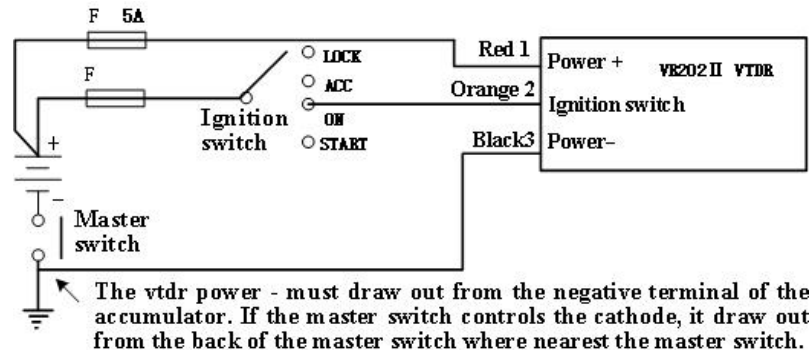 F 5A
Red 1
Power +
VR202 II VTDR
LOCK
F
ACC
Orange 2
Ignition switch
Ignition
switch
ON
START
Black3
Power-
+
-
Master
switch
The vtdr power - must draw out from the negative terminal of the
accumulator. If the master switch controls the cathode, it draw out
from the back of the master switch where nearest the master switch.